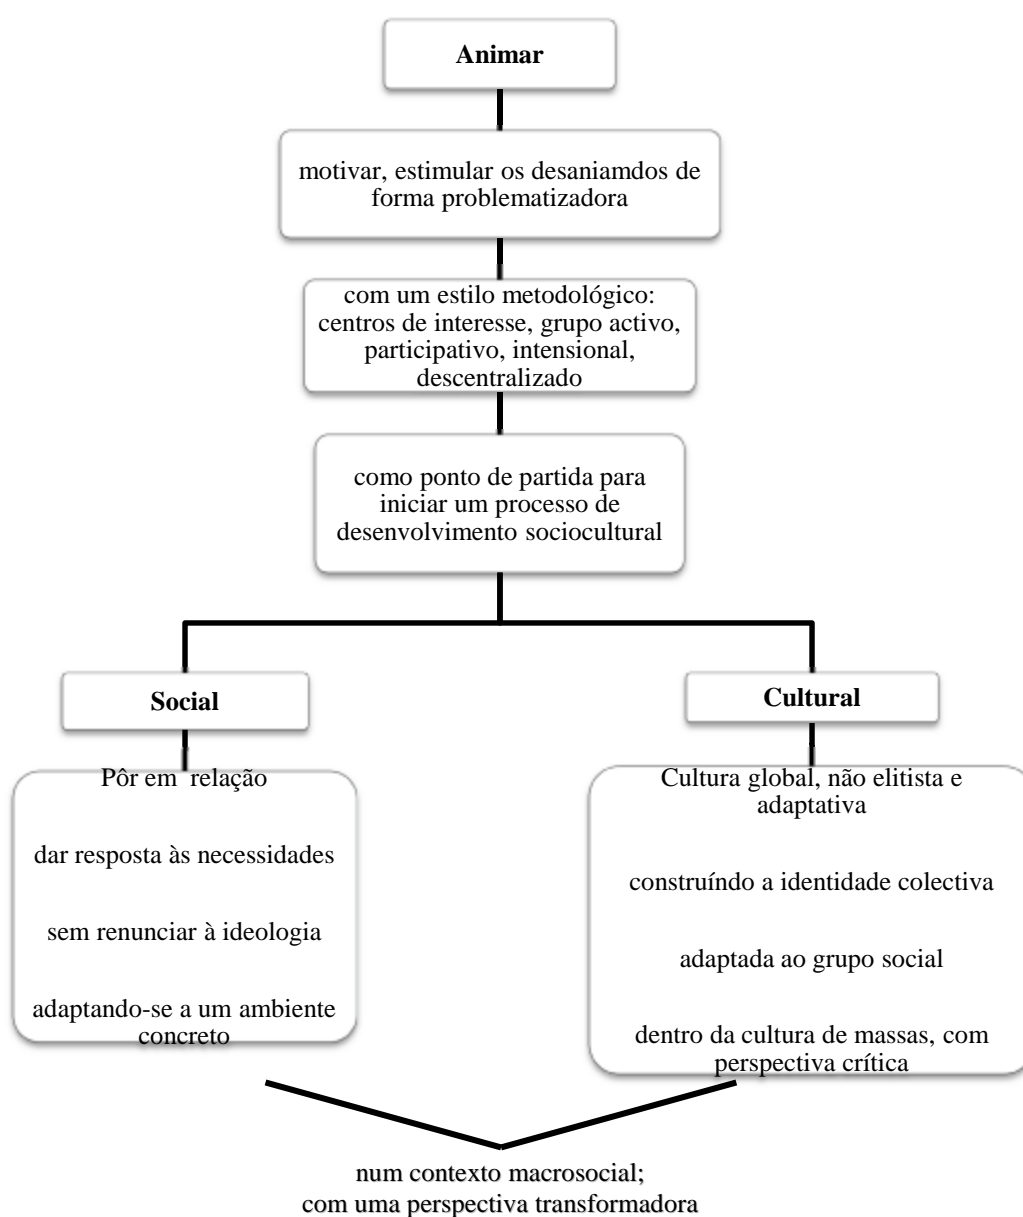 Animar
motivar, estimular os desaniamdos de
forma problematizadora
com um estilo metodológico:
centros de interesse, grupo activo,
participativo, intensional,
descentralizado
como ponto de partida para
iniciar um processo de
desenvolvimento sociocultural
Social
Pôr em relação
dar resposta às necessidades
sem renunciar à ideologia
adaptando-se a um ambiente
concreto
Cultural
Cultura global, não elitista e
adaptativa
construíndo a identidade colectiva
adaptada ao grupo social
dentro da cultura de massas, com
perspectiva crítica
num contexto macrosocial;
com uma perspectiva transformadora